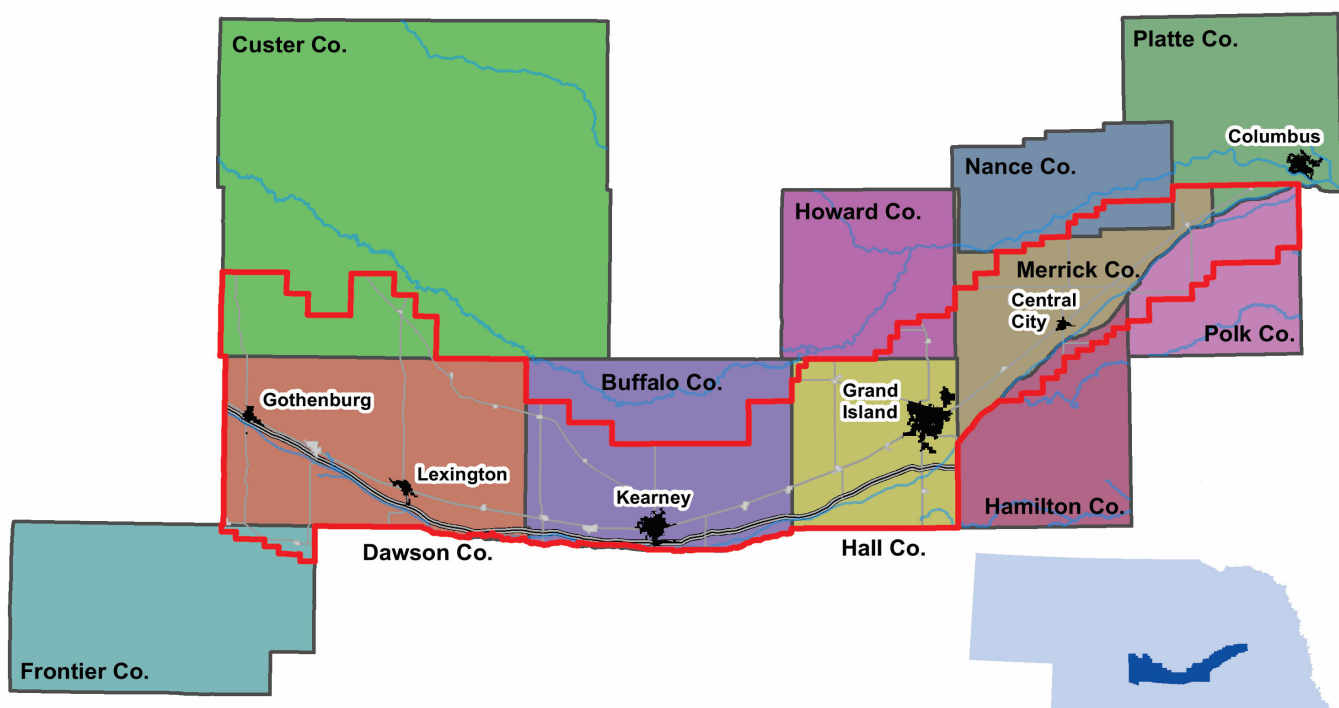 Custer Co.
Platte Co.
Columbus
Nance Co.
Howard Co.
Merrick Co.
Central
City
Polk Co.
Buffalo Co.
Grand
Island
Gothenburg
Lexington
Kearney
Hamilton Co.
Dawson Co.
Hall Co.
Frontier Co.